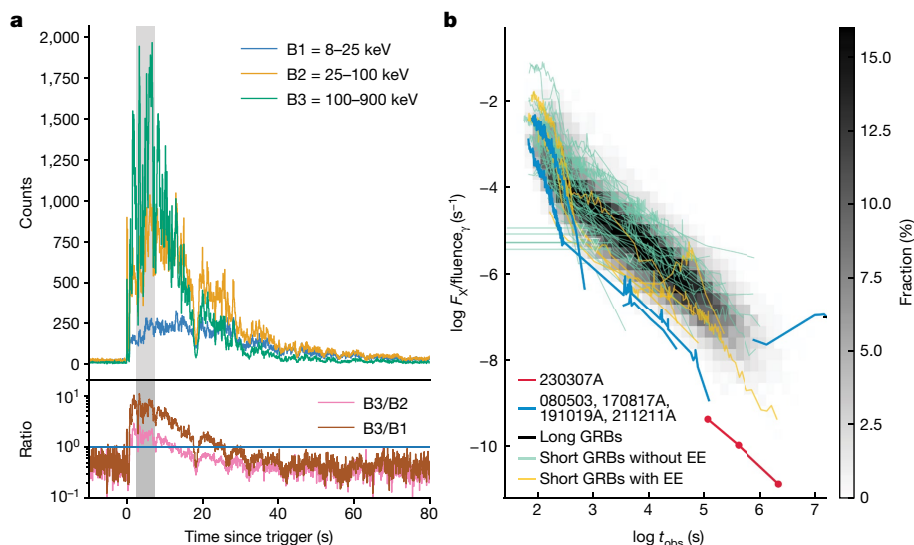 a
2,000
1,750
1,500
1,250
1,000
750
500
250
0
Counts
B1 = 8–25 keV
B2 = 25–100 keV
B3 = 100–900 keV
10¹
10⁰
10⁻¹
Ratio
B3/B2
B3/B1
0
20
40
60
80
Time since trigger (s)
b
−2
−4
−6
−8
−10
log F_X/fluence_γ (s⁻¹)
230307A
080503, 170817A,
191019A, 211211A
Long GRBs
Short GRBs without EE
Short GRBs with EE
2
3
4
5
6
7
log t_obs (s)
15.0
12.5
10.0
7.5
5.0
2.5
0
Fraction (%)